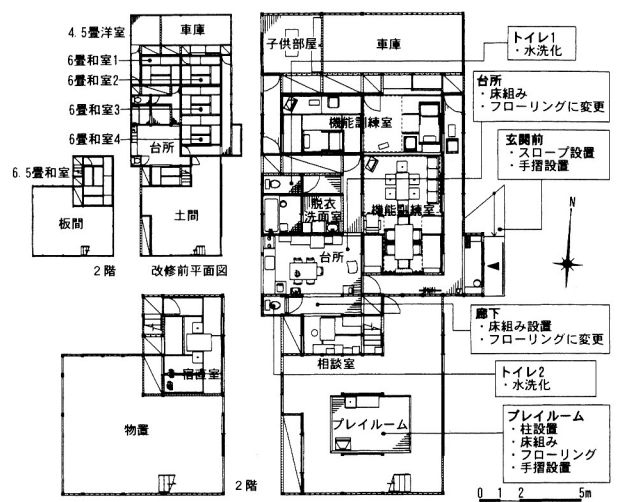 4.5畳洋室
車庫
6畳和室1
6畳和室2
6畳和室3
6畳和室4
台所
6.5畳和室
板間
土間
2階
改修前平面図
子供部屋
車庫
機能訓練室
脱衣
洗面室
機能訓練室
台所
相談室
プレイルーム
宿直室
物置
2階
トイレ1
・水洗化
台所
・床組み
・フローリングに変更
玄関前
・スロープ設置
・手摺設置
N
廊下
・床組み設置
・フローリングに変更
トイレ2
・水洗化
プレイルーム
・柱設置
・床組み
・フローリング
・手摺設置
0 1 2 5m